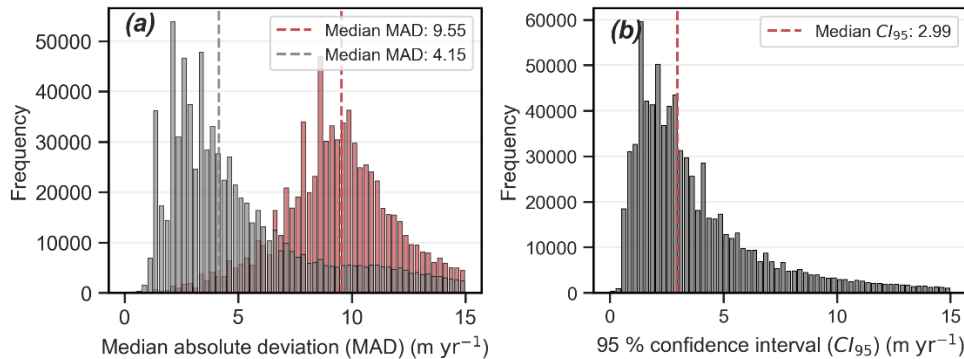 (a)
Median MAD: 9.55
Median MAD: 4.15
50000
40000
30000
20000
10000
0
Frequency
0 5 10 15
Median absolute deviation (MAD) (m yr⁻¹)
(b)
Median CI₉₅: 2.99
60000
50000
40000
30000
20000
10000
0
Frequency
0 5 10 15
95 % confidence interval (CI₉₅) (m yr⁻¹)